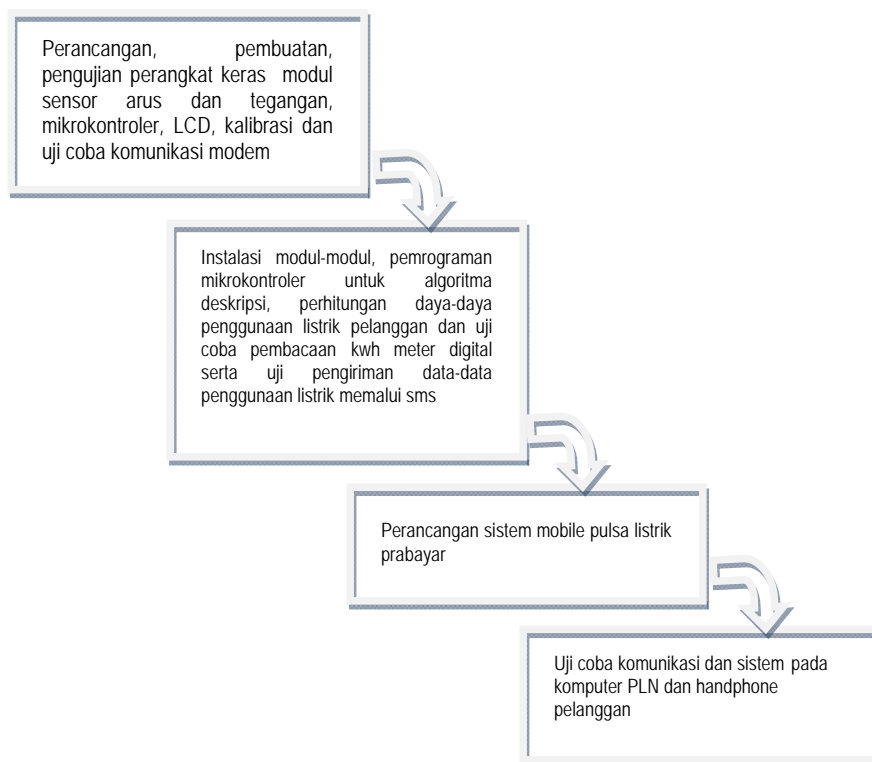 Perancangan, pembuatan,
pengujian perangkat keras modul
sensor arus dan tegangan,
mikrokontroler, LCD, kalibrasi dan
uji coba komunikasi modem
Instalasi modul-modul, pemrograman
mikrokontroler untuk algoritma
deskripsi, perhitungan daya-daya
penggunaan listrik pelanggan dan uji
coba pembacaan kwh meter digital
serta uji pengiriman data-data
penggunaan listrik memalui sms
Perancangan sistem mobile pulsa listrik
prabayar
Uji coba komunikasi dan sistem pada
komputer PLN dan handphone
pelanggan